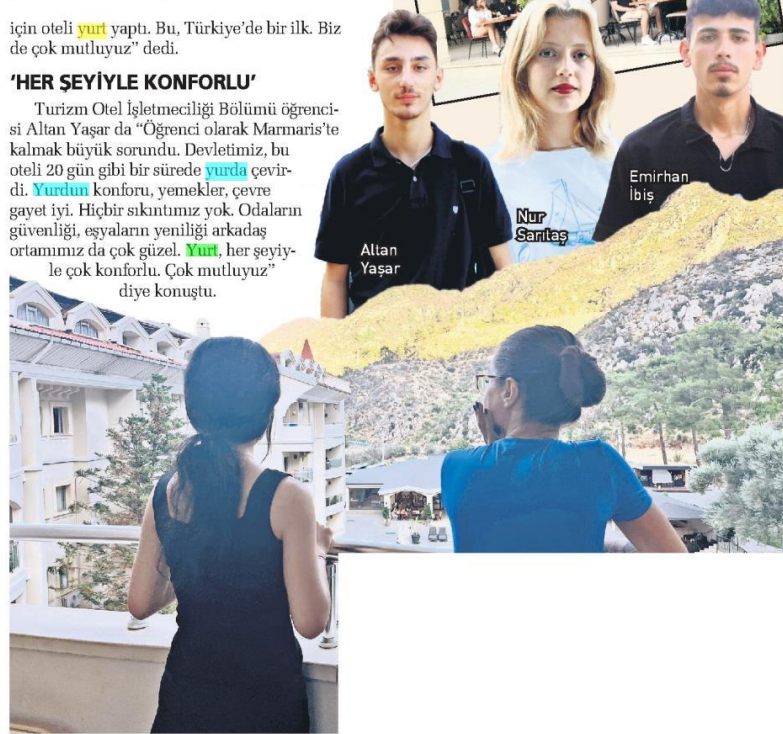 için oteli yurt yaptı. Bu, Türkiye’de bir ilk. Biz
de çok mutluyuz” dedi.
'HER ŞEYİYLE KONFORLU'
Turizm Otel İşletmeciliği Bölümü öğrenci-
si Altan Yaşar da “Öğrenci olarak Marmaris’te
kalmak büyük sorundu. Devletimiz, bu
oteli 20 gün gibi bir sürede yurda çevir-
di. Yurdun konforu, yemekler, çevre
gayet iyi. Hiçbir sıkıntımız yok. Odaların
güvenliği, eşyaların yeniliği arkadaş
ortamımız da çok güzel. Yurt, her şeyiy-
le çok konforlu. Çok mutluyuz”
diye konuştu.
Altan
Yaşar
Nur
Sarıtaş
Emirhan
İbiş